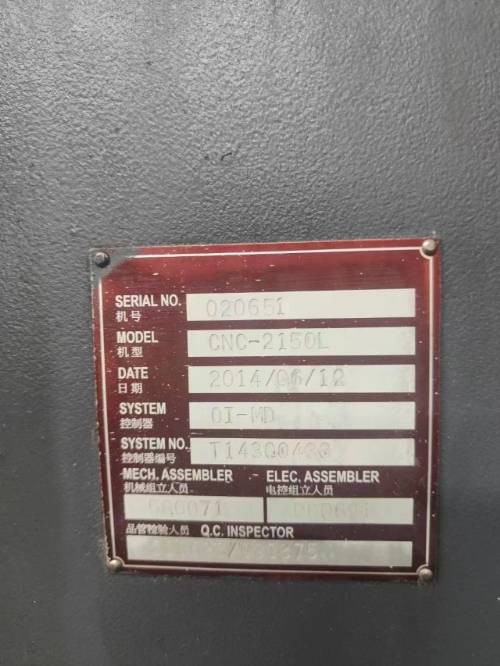 SERIAL NO. 020651
机号
MODEL CNC-2150L
机型
DATE 2014/06/12
日期
SYSTEM OI-MD
控制器
SYSTEM NO.
控制器编号
MECH. ASSEMBLER ELEC. ASSEMBLER
机械组立人员 电控组立人员
品管检验人员 Q.C. INSPECTOR